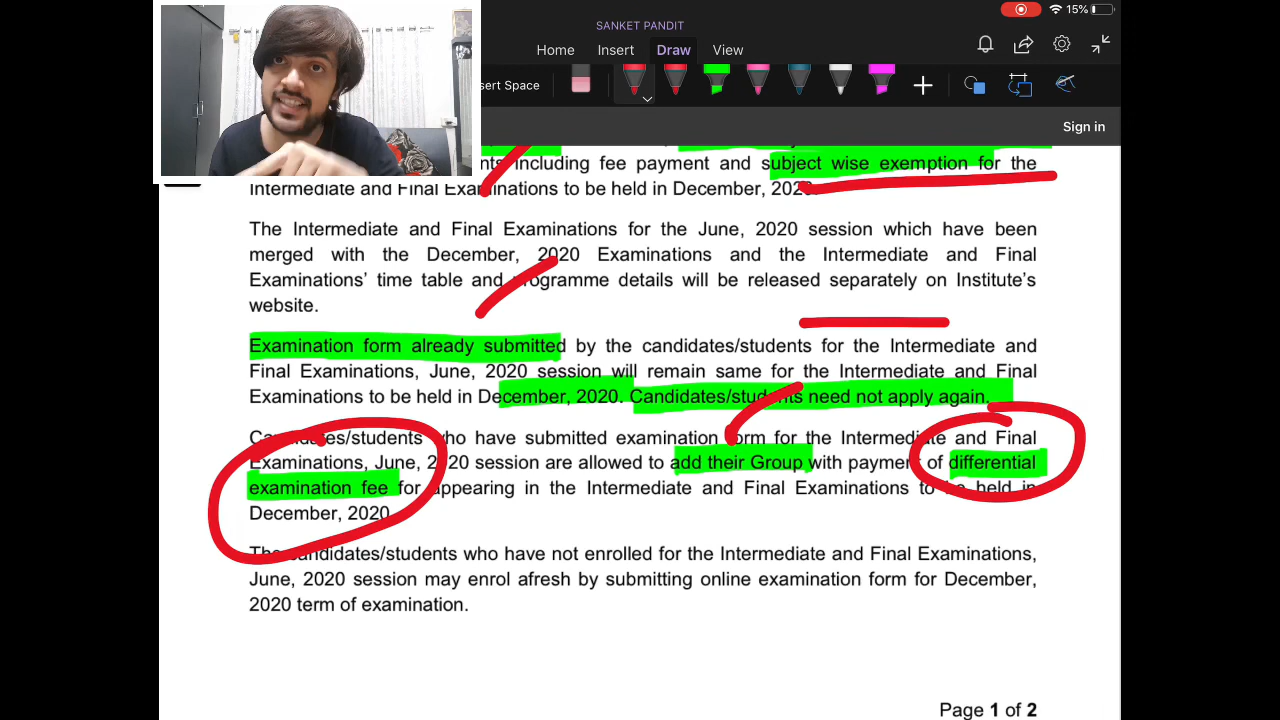 SANKET PANDIT
15%
Home Insert Draw View
sert Space
Sign in
nts including fee payment and subject wise exemption for the
Intermediate and Final Examinations to be held in December, 2020.
The Intermediate and Final Examinations for the June, 2020 session which have been
merged with the December, 2020 Examinations and the Intermediate and Final
Examinations' time table and programme details will be released separately on Institute's
website.
Examination form already submitted by the candidates/students for the Intermediate and
Final Examinations, June, 2020 session will remain same for the Intermediate and Final
Examinations to be held in December, 2020. Candidates/students need not apply again.
Candidates/students who have submitted examination form for the Intermediate and Final
Examinations, June, 2020 session are allowed to add their Group with payment of differential
examination fee for appearing in the Intermediate and Final Examinations to be held in
December, 2020
The candidates/students who have not enrolled for the Intermediate and Final Examinations,
June, 2020 session may enrol afresh by submitting online examination form for December,
2020 term of examination.
Page 1 of 2